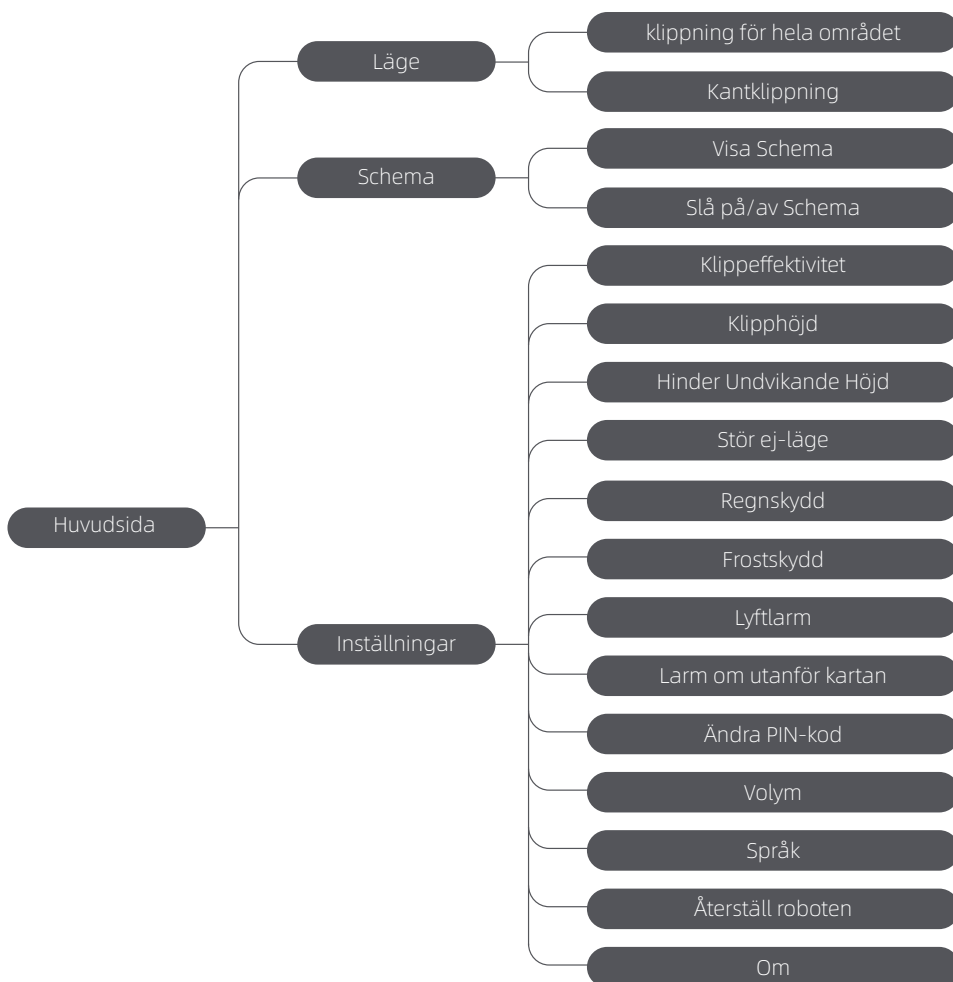 Huvudsida
Läge
klippning för hela området
Kantklippning
Schema
Visa Schema
Slå på/av Schema
Inställningar
Klippeffektivitet
Klipphöjd
Hinder Undvikande Höjd
Stör ej-läge
Regnskydd
Frostskydd
Lyftlarm
Larm om utanför kartan
Ändra PIN-kod
Volym
Språk
Återställ roboten
Om